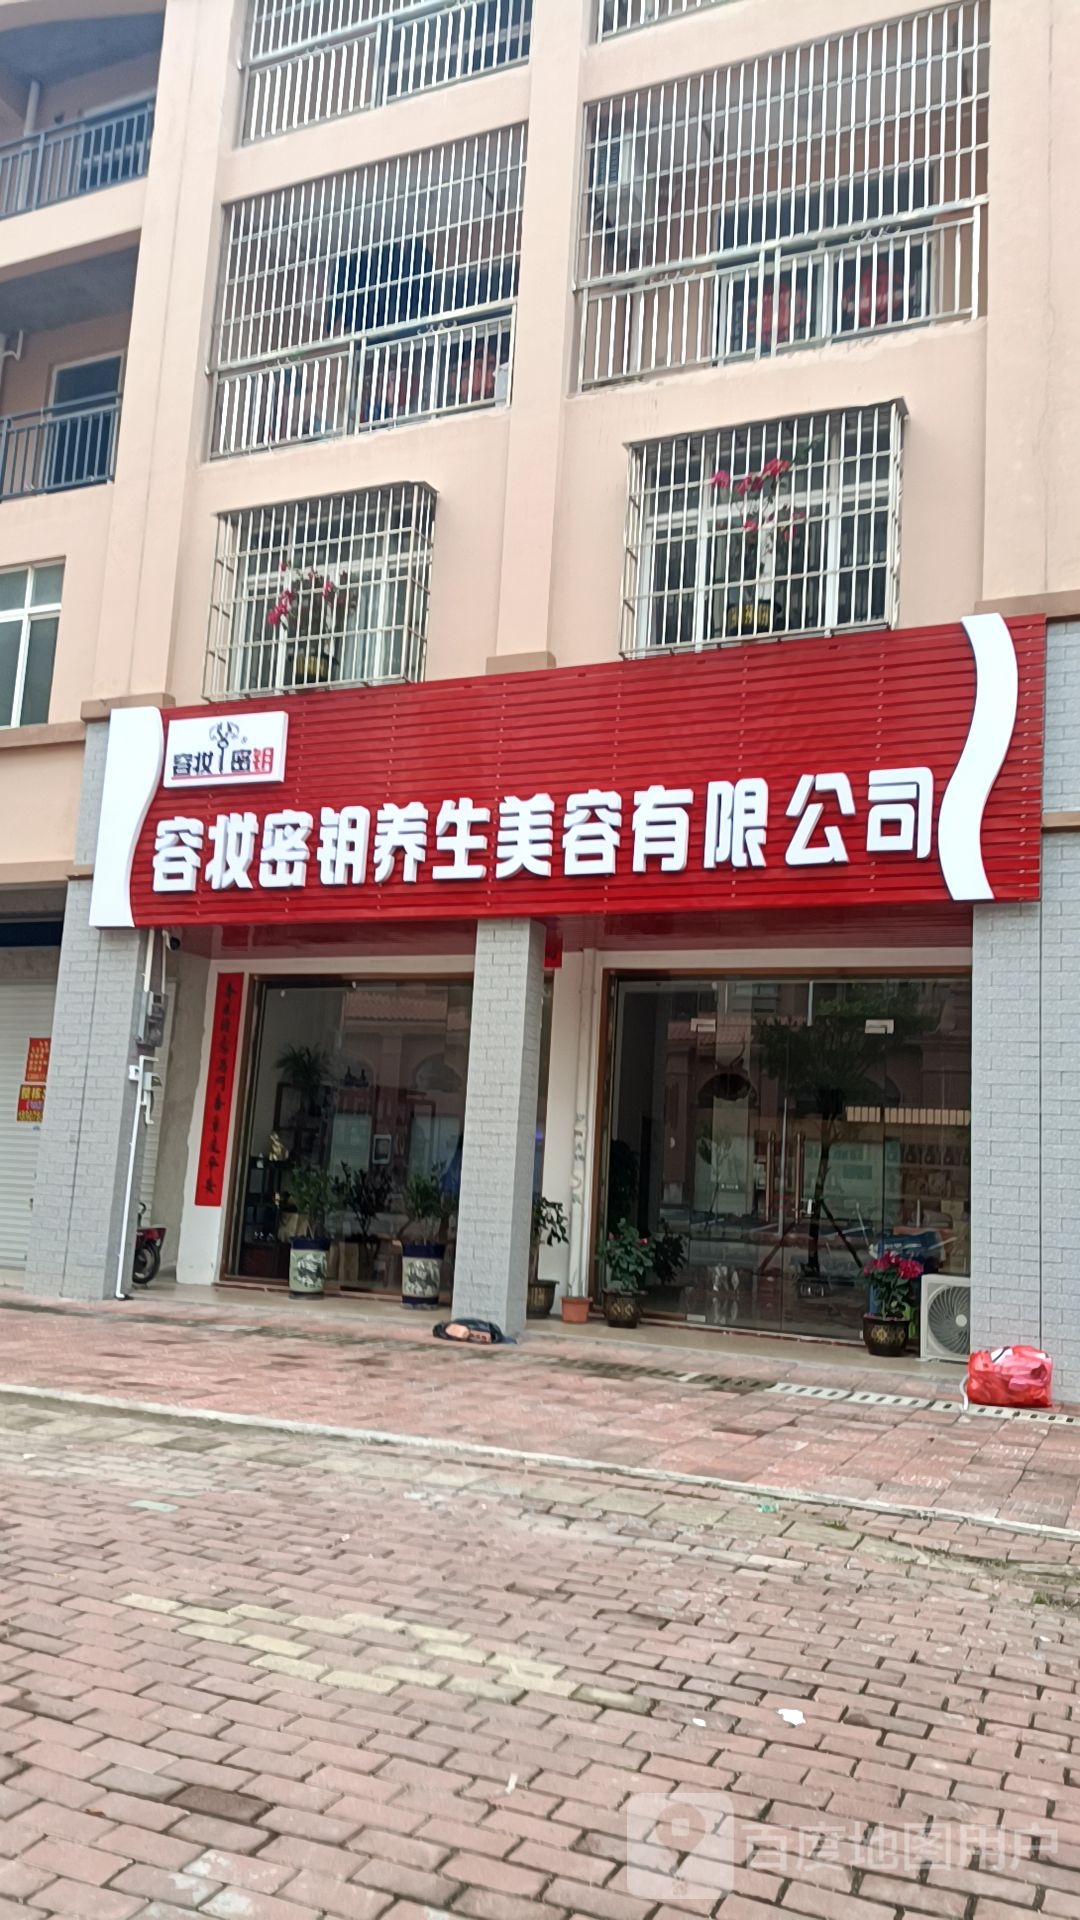 容妆密钥
容妆密钥养生美容有限公司
百度地图用户